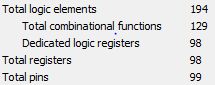 Total logic elements 194
Total combinational functions 129
Dedicated logic registers 98
Total registers 98
Total pins 99